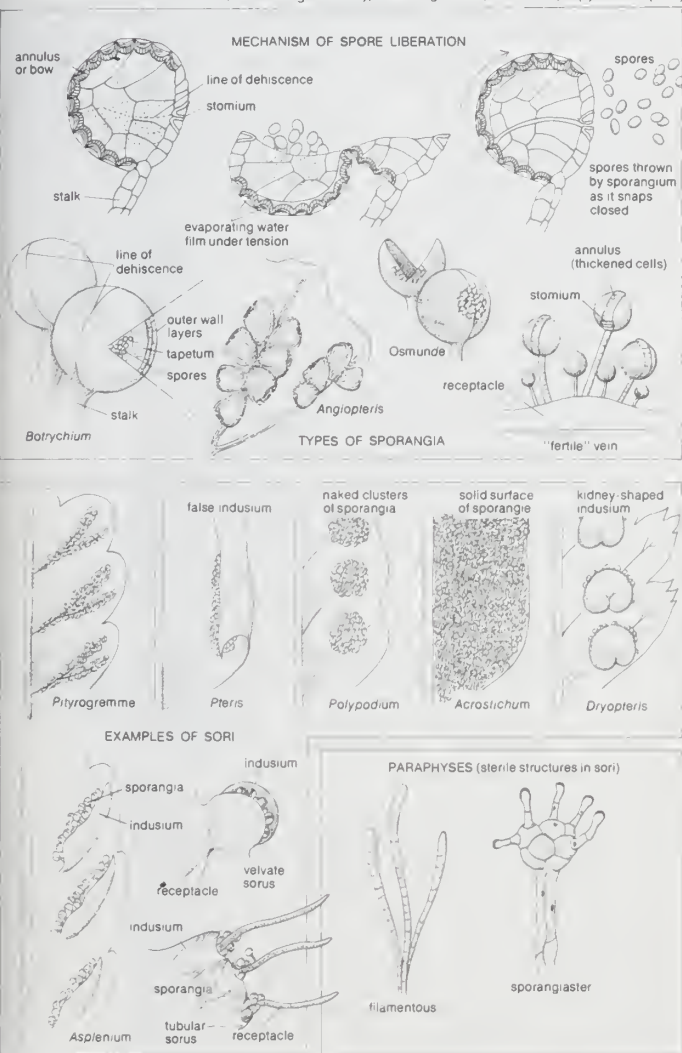 MECHANISM OF SPORE LIBERATION
annulus
or bow
line of dehiscence
stomium
stalk
evaporating water
film under tension
spores
spores thrown
by sporangium
as it snaps
closed
line of
dehiscence
outer wall
layers
tapetum
spores
stalk
Botrychium
Angiopteris
Osmunde
annulus
(thickened cells)
stomium
receptacle
"fertile" vein
TYPES OF SPORANGIA
false indusium
naked clusters
of sporangia
solid surface
of sporangie
kidney-shaped
indusium
Pityrogremme
Pteris
Polypodium
Acrostichum
Dryopteris
EXAMPLES OF SORI
sporangia
indusium
Asplenium
indusium
receptacle
velvate
sorus
indusium
sporangia
tubular
sorus
receptacle
PARAPHYSES (sterile structures in sori)
filamentous
sporangiaster